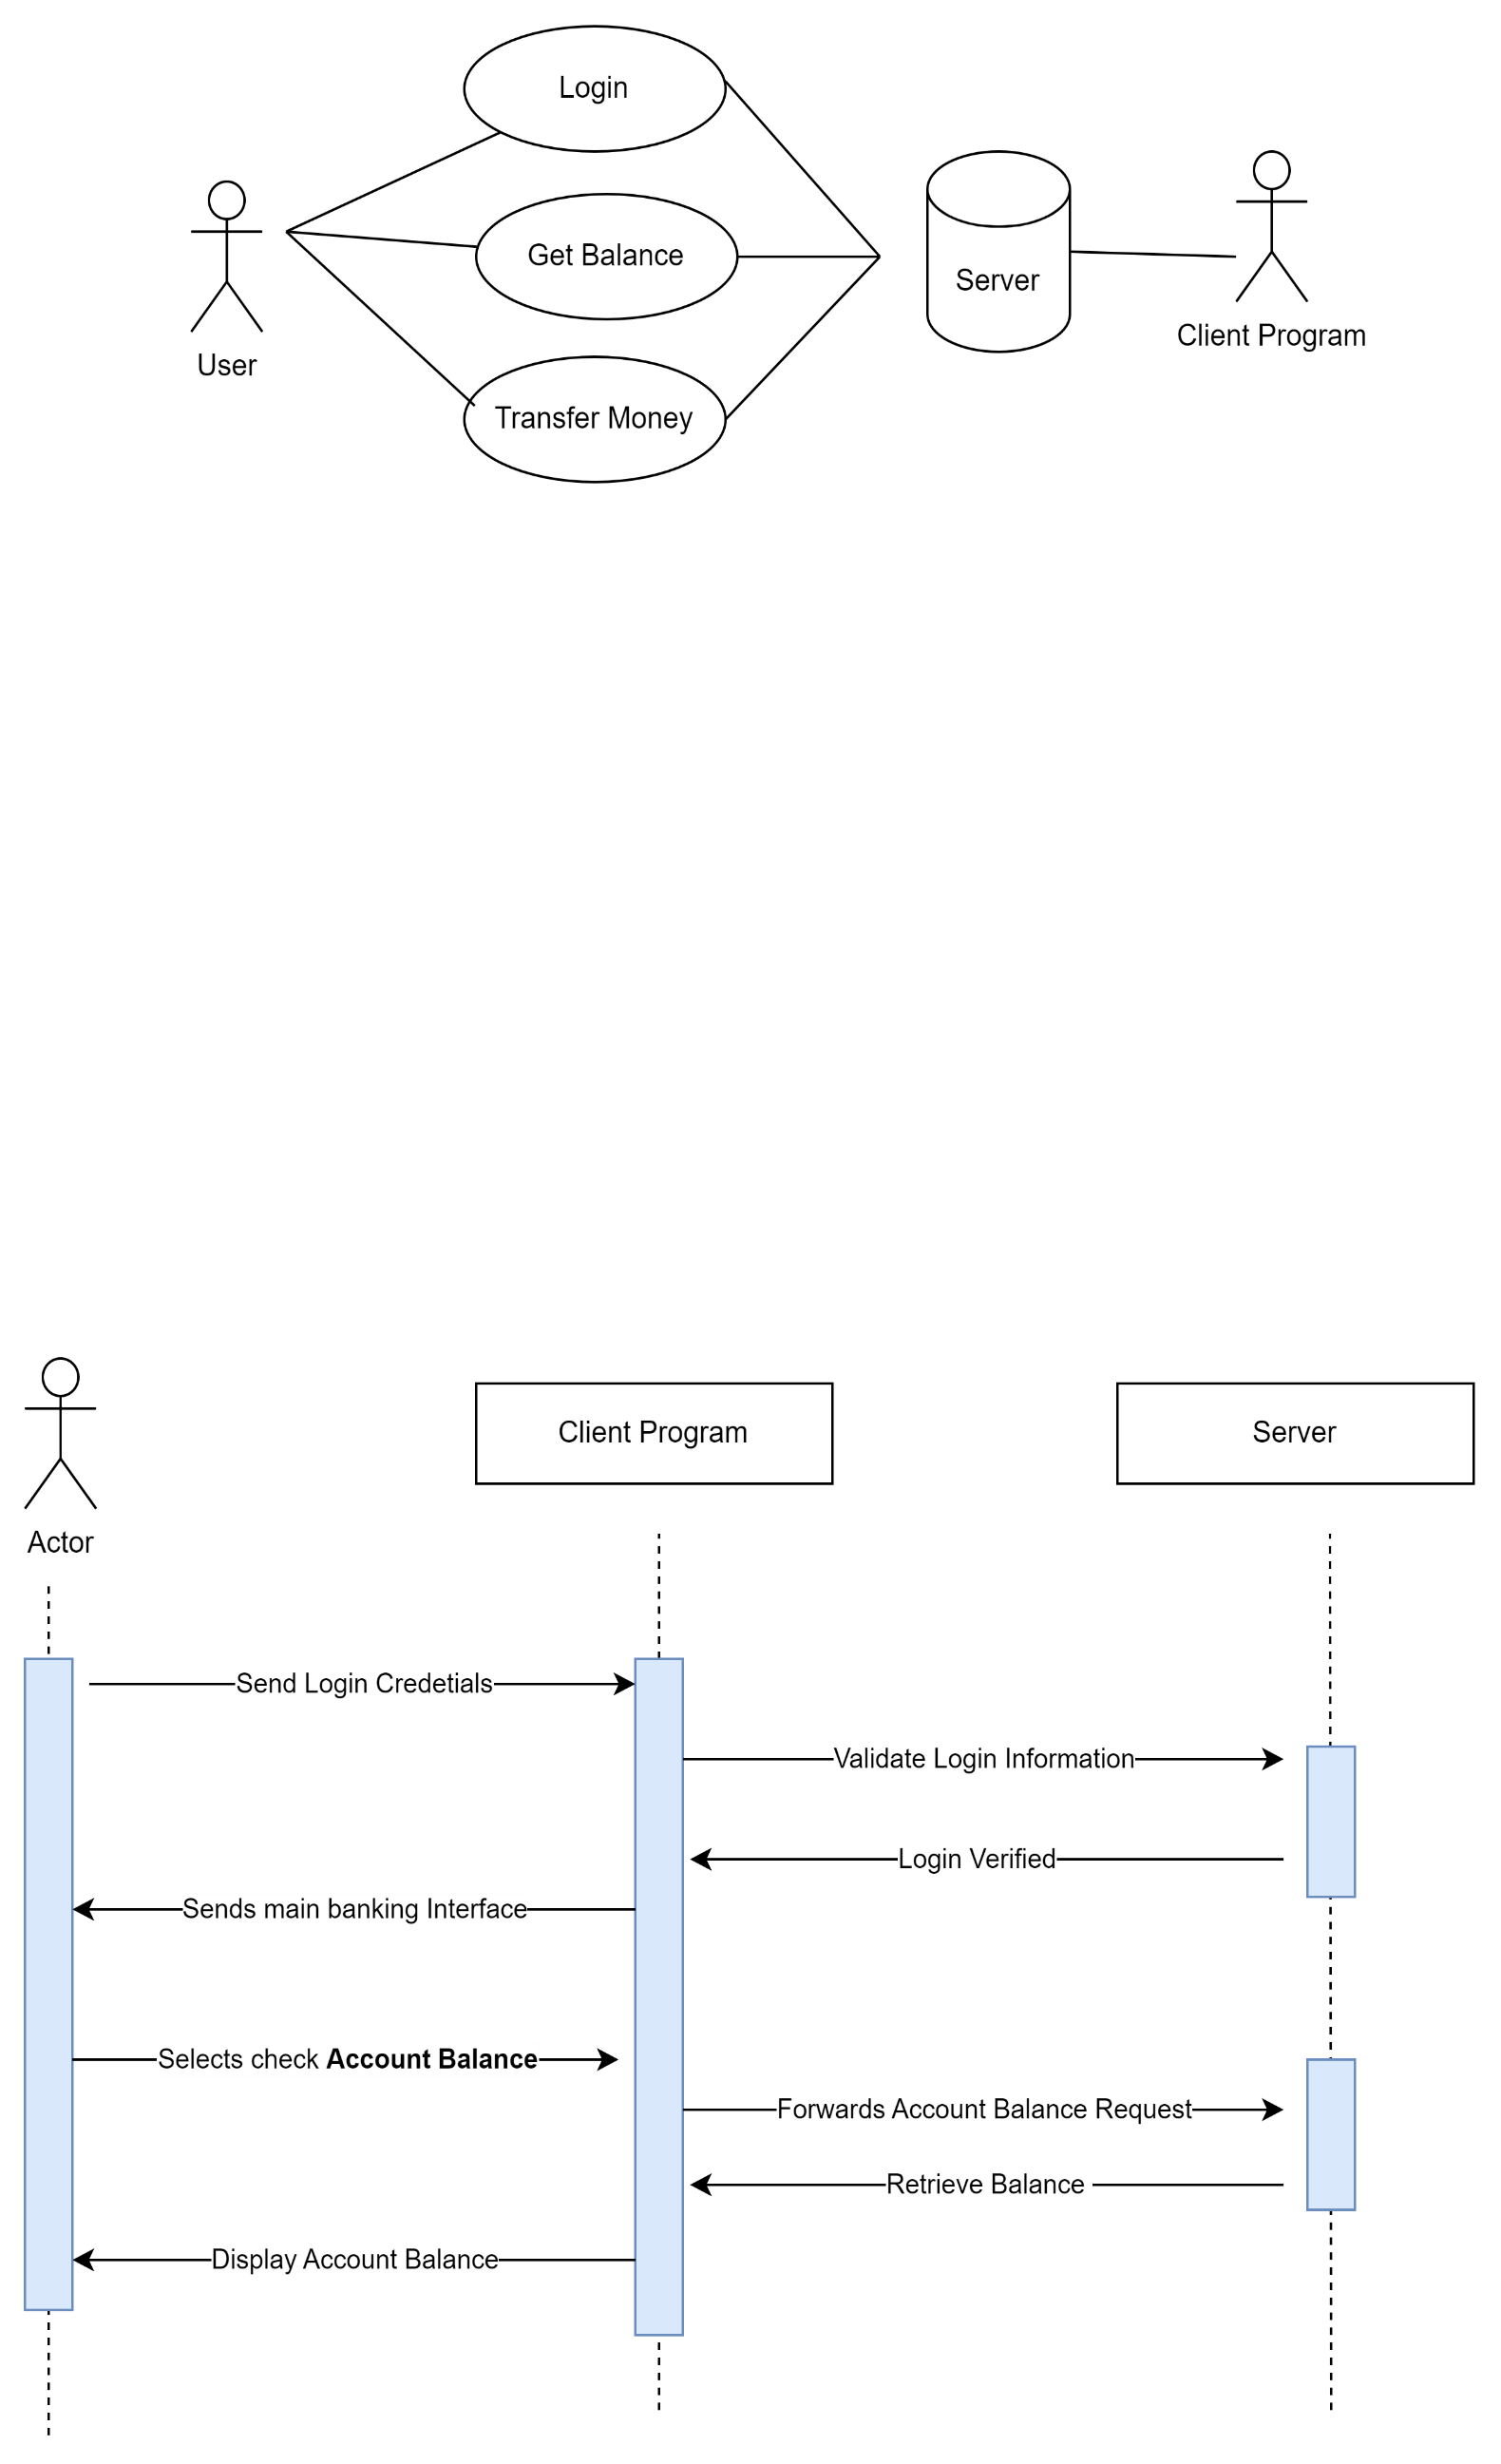 Login
Get Balance
Server
Client Program
User
Transfer Money
Client Program
Server
Actor
Send Login Credetials
Validate Login Information
Login Verified
Sends main banking Interface
Selects check Account Balance
Forwards Account Balance Request
Retrieve Balance
Display Account Balance